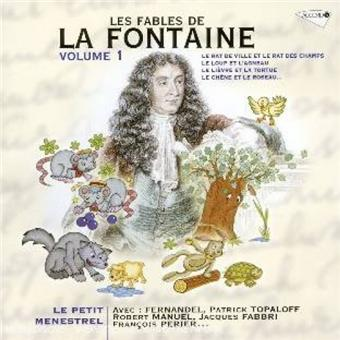 LES FABLES DE
LA FONTAINE
VOLUME 1
LE RAT DE VILLE ET LE RAT DES CHAMPS
LE LOUP ET L'AGNEAU
LE LIÈVRE ET LA TORTUE
LE CHÊNE ET LE ROSEAU...
LE PETIT
MENESTREL
AVEC : FERNANDEL, PATRICK TOPALOFF
ROBERT MANUEL, JACQUES FABBRI
FRANÇOIS PERIER...